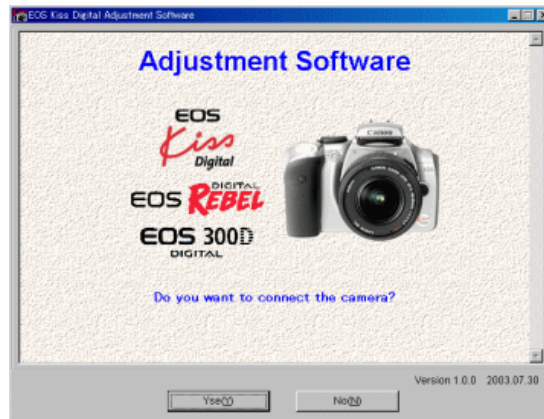 EOS Kiss Digital Adjustment Software
Adjustment Software
EOS
Kiss
Digital
DIGITAL
EOS REBEL
EOS 300D
DIGITAL
Canon
Do you want to connect the camera?
Version 1.0.0 2003.07.30
Yse(Y) No(N)